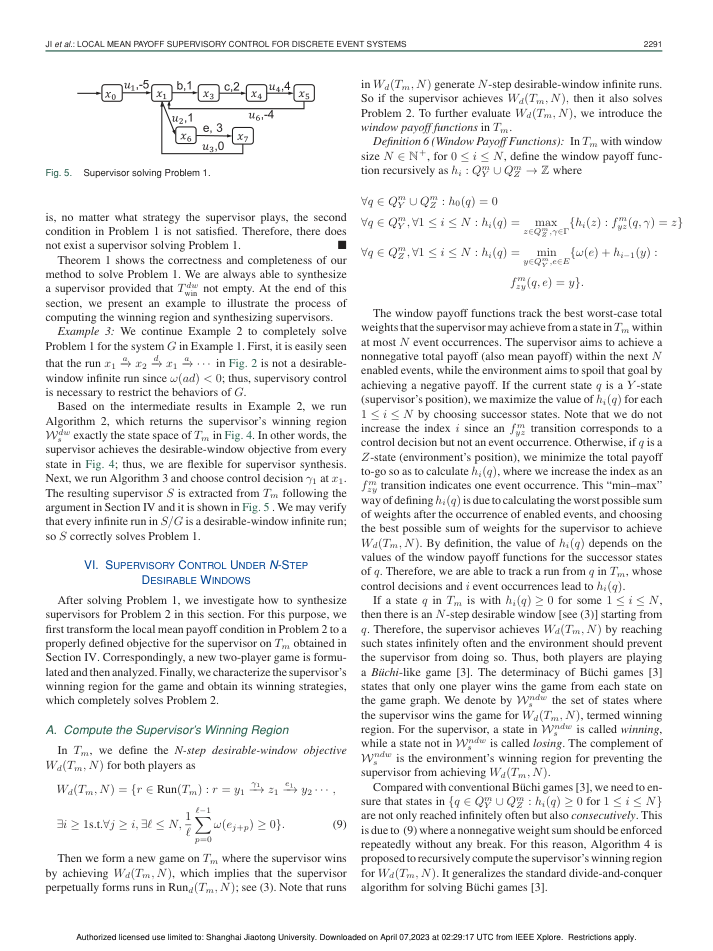 JI et al.: LOCAL MEAN PAYOFF SUPERVISORY CONTROL FOR DISCRETE EVENT SYSTEMS 2291
x0 u1,-5 x1 b,1 x3 c,2 x4 u4,4 x5
u2,1 u6,-4
x6 e, 3 x7
u3,0
Fig. 5. Supervisor solving Problem 1.
is, no matter what strategy the supervisor plays, the second
condition in Problem 1 is not satisfied. Therefore, there does
not exist a supervisor solving Problem 1. ■
Theorem 1 shows the correctness and completeness of our
method to solve Problem 1. We are always able to synthesize
a supervisor provided that T^{dw}_{win} not empty. At the end of this
section, we present an example to illustrate the process of
computing the winning region and synthesizing supervisors.
Example 3: We continue Example 2 to completely solve
Problem 1 for the system G in Example 1. First, it is easily seen
that the run x1 →^a x2 →^d x1 →^a ··· in Fig. 2 is not a desirable-
window infinite run since ω(ad) < 0; thus, supervisory control
is necessary to restrict the behaviors of G.
Based on the intermediate results in Example 2, we run
Algorithm 2, which returns the supervisor's winning region
W^{dw}_s exactly the state space of Tm in Fig. 4. In other words, the
supervisor achieves the desirable-window objective from every
state in Fig. 4; thus, we are flexible for supervisor synthesis.
Next, we run Algorithm 3 and choose control decision γ1 at x1.
The resulting supervisor S is extracted from Tm following the
argument in Section IV and it is shown in Fig. 5 . We may verify
that every infinite run in S/G is a desirable-window infinite run;
so S correctly solves Problem 1.
VI. SUPERVISORY CONTROL UNDER N-STEP
DESIRABLE WINDOWS
After solving Problem 1, we investigate how to synthesize
supervisors for Problem 2 in this section. For this purpose, we
first transform the local mean payoff condition in Problem 2 to a
properly defined objective for the supervisor on Tm obtained in
Section IV. Correspondingly, a new two-player game is formu-
lated and then analyzed. Finally, we characterize the supervisor's
winning region for the game and obtain its winning strategies,
which completely solves Problem 2.
A. Compute the Supervisor's Winning Region
In Tm, we define the N-step desirable-window objective
Wd(Tm, N) for both players as
Wd(Tm, N) = {r ∈ Run(Tm) : r = y1 →^{γ1} z1 →^{e1} y2 ··· ,
∃i ≥ 1s.t.∀j ≥ i, ∃ℓ ≤ N, 1/ℓ ∑_{p=0}^{ℓ−1} ω(e_{j+p}) ≥ 0}. (9)
Then we form a new game on Tm where the supervisor wins
by achieving Wd(Tm, N), which implies that the supervisor
perpetually forms runs in Rund(Tm, N); see (3). Note that runs
in Wd(Tm, N) generate N-step desirable-window infinite runs.
So if the supervisor achieves Wd(Tm, N), then it also solves
Problem 2. To further evaluate Wd(Tm, N), we introduce the
window payoff functions in Tm.
Definition 6 (Window Payoff Functions): In Tm with window
size N ∈ ℕ⁺, for 0 ≤ i ≤ N, define the window payoff func-
tion recursively as hi : Q^m_Y ∪ Q^m_Z → ℤ where
∀q ∈ Q^m_Y ∪ Q^m_Z : h0(q) = 0
∀q ∈ Q^m_Y, ∀1 ≤ i ≤ N : hi(q) = max_{z∈Q^m_Z,γ∈Γ} {hi(z) : f^m_{yz}(q, γ) = z}
∀q ∈ Q^m_Z, ∀1 ≤ i ≤ N : hi(q) = min_{y∈Q^m_Y,e∈E} {ω(e) + h_{i−1}(y) :
f^m_{zy}(q, e) = y}.
The window payoff functions track the best worst-case total
weights that the supervisor may achieve from a state in Tm within
at most N event occurrences. The supervisor aims to achieve a
nonnegative total payoff (also mean payoff) within the next N
enabled events, while the environment aims to spoil that goal by
achieving a negative payoff. If the current state q is a Y-state
(supervisor's position), we maximize the value of hi(q) for each
1 ≤ i ≤ N by choosing successor states. Note that we do not
increase the index i since an f^m_{yz} transition corresponds to a
control decision but not an event occurrence. Otherwise, if q is a
Z-state (environment's position), we minimize the total payoff
to-go so as to calculate hi(q), where we increase the index as an
f^m_{zy} transition indicates one event occurrence. This "min–max"
way of defining hi(q) is due to calculating the worst possible sum
of weights after the occurrence of enabled events, and choosing
the best possible sum of weights for the supervisor to achieve
Wd(Tm, N). By definition, the value of hi(q) depends on the
values of the window payoff functions for the successor states
of q. Therefore, we are able to track a run from q in Tm, whose
control decisions and i event occurrences lead to hi(q).
If a state q in Tm is with hi(q) ≥ 0 for some 1 ≤ i ≤ N,
then there is an N-step desirable window [see (3)] starting from
q. Therefore, the supervisor achieves Wd(Tm, N) by reaching
such states infinitely often and the environment should prevent
the supervisor from doing so. Thus, both players are playing
a Büchi-like game [3]. The determinacy of Büchi games [3]
states that only one player wins the game from each state on
the game graph. We denote by W^{ndw}_s the set of states where
the supervisor wins the game for Wd(Tm, N), termed winning
region. For the supervisor, a state in W^{ndw}_s is called winning,
while a state not in W^{ndw}_s is called losing. The complement of
W^{ndw}_s is the environment's winning region for preventing the
supervisor from achieving Wd(Tm, N).
Compared with conventional Büchi games [3], we need to en-
sure that states in {q ∈ Q^m_Y ∪ Q^m_Z : hi(q) ≥ 0 for 1 ≤ i ≤ N}
are not only reached infinitely often but also consecutively. This
is due to (9) where a nonnegative weight sum should be enforced
repeatedly without any break. For this reason, Algorithm 4 is
proposed to recursively compute the supervisor's winning region
for Wd(Tm, N). It generalizes the standard divide-and-conquer
algorithm for solving Büchi games [3].
Authorized licensed use limited to: Shanghai Jiaotong University. Downloaded on April 07,2023 at 02:29:17 UTC from IEEE Xplore. Restrictions apply.